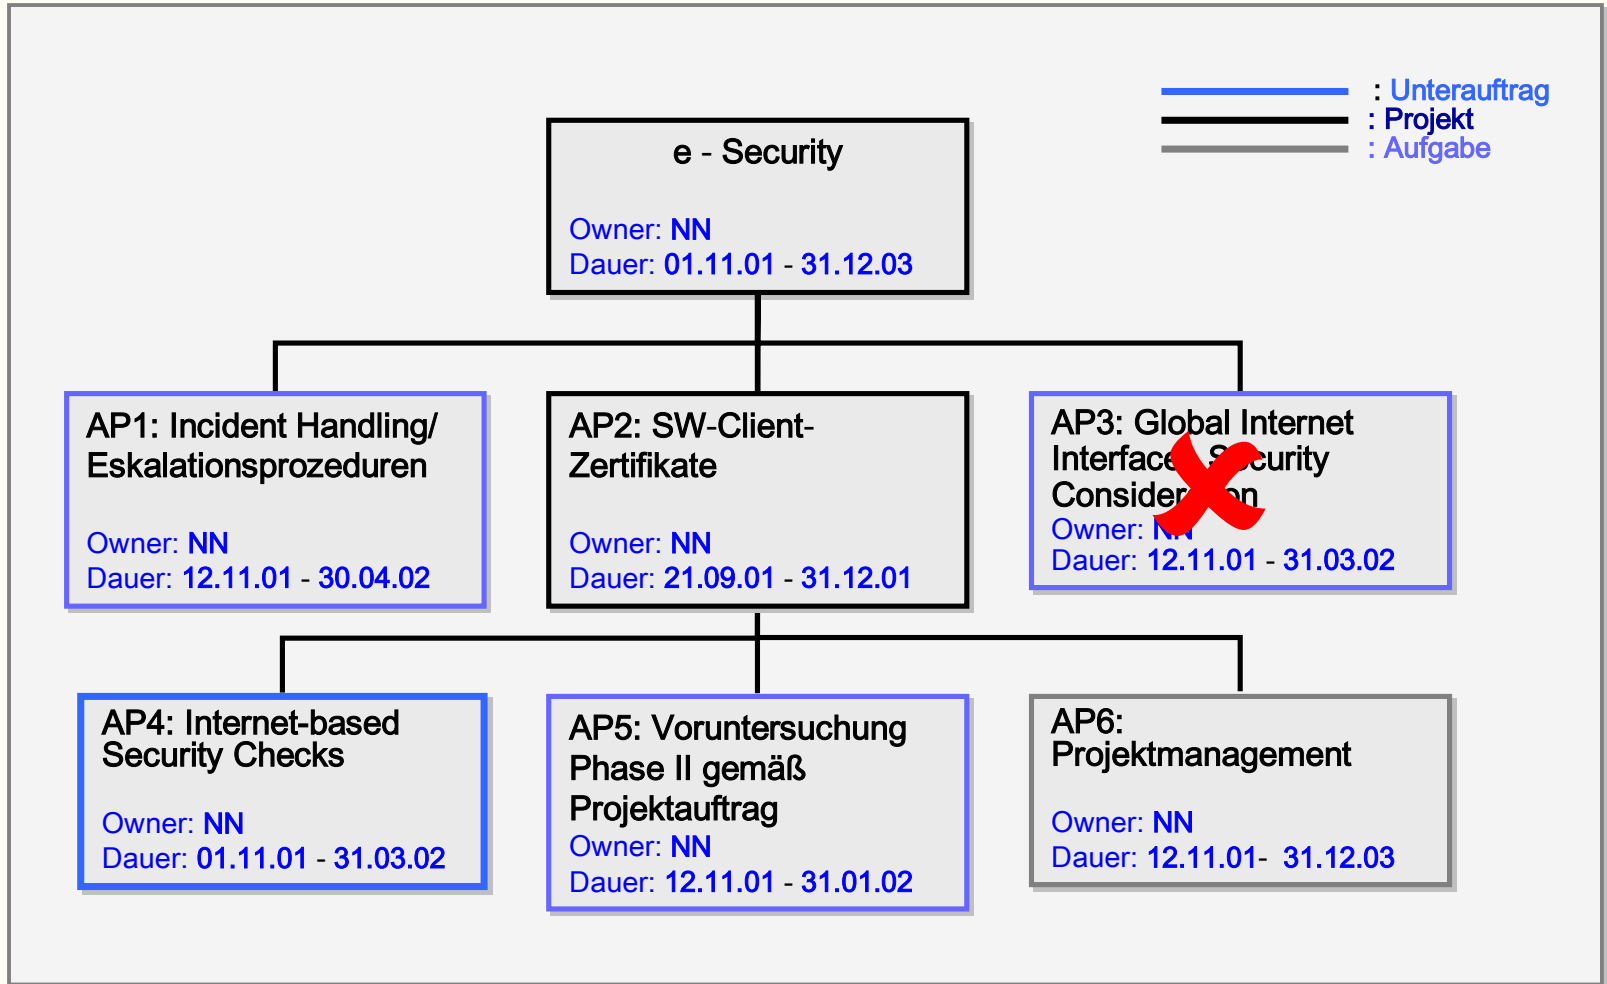 : Unterauftrag
: Projekt
: Aufgabe
e - Security
Owner: NN
Dauer: 01.11.01 - 31.12.03
AP1: Incident Handling/
Eskalationsprozeduren
Owner: NN
Dauer: 12.11.01 - 30.04.02
AP2: SW-Client-
Zertifikate
Owner: NN
Dauer: 21.09.01 - 31.12.01
AP3: Global Internet
Interface Security
Consideration
Owner: NN
Dauer: 12.11.01 - 31.03.02
AP4: Internet-based
Security Checks
Owner: NN
Dauer: 01.11.01 - 31.03.02
AP5: Voruntersuchung
Phase II gemäß
Projektauftrag
Owner: NN
Dauer: 12.11.01 - 31.01.02
AP6:
Projektmanagement
Owner: NN
Dauer: 12.11.01- 31.12.03